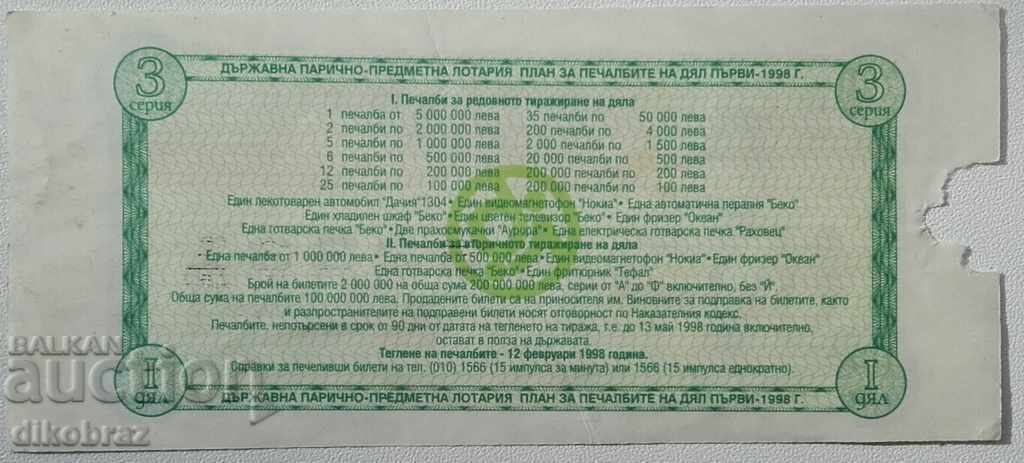 ДЪРЖАВНА ПАРИЧНО-ПРЕДМЕТНА ЛОТАРИЯ ПЛАН ЗА ПЕЧАЛБИТЕ НА ДЯЛ ПЪРВИ-1998 Г.
3 серия
3 серия
I. Печалби за редовното тиражиране на дяла
1 печалба от 5 000 000 лева 35 печалби по 50 000 лева
2 печалби по 2 000 000 лева 200 печалби по 4 000 лева
5 печалби по 1 000 000 лева 2 000 печалби по 1 500 лева
6 печалби по 500 000 лева 20 000 печалби по 500 лева
12 печалби по 200 000 лева 200 000 печалби по 200 лева
25 печалби по 100 000 лева 200 000 печалби по 100 лева
Един лекотоварен автомобил "Дачия"1304 • Един видеомагнетофон "Нокиа" • Една автоматична пералня "Беко"
Един хладилен шкаф "Беко" • Един цветен телевизор "Беко" • Един фризер "Океан"
Една готварска печка "Беко" • Две прахосмукачки "Аурора" • Една електрическа готварска печка "Раховец"
II. Печалби за вторичното тиражиране на дяла
Една печалба от 1 000 000 лева • Една печалба от 500 000 лева • Един видеомагнетофон "Нокиа" • Един фризер "Океан"
Една готварска печка "Беко" • Един фритюрник "Тефал"
Брой на билетите 2 000 000 на обща сума 200 000 000 лева, серии от "А" до "Ф" включително, без "Й".
Обща сума на печалбите 100 000 000 лева. Продадените билети са на приносителя им. Виновните за подправка на билетите, както
и разпространителите на подправени билети носят отговорност по Наказателния кодекс.
Печалбите, непотърсени в срок от 90 дни от датата на тегленето на тиража, т.е. до 13 май 1998 година включително,
остават в полза на държавата.
Теглене на печалбите - 12 февруари 1998 година.
Справки за печеливши билети на тел. (010) 1566 (15 импулса за минута) или 1566 (15 импулса еднократно).
I дял
I дял
ДЪРЖАВНА ПАРИЧНО-ПРЕДМЕТНА ЛОТАРИЯ ПЛАН ЗА ПЕЧАЛБИТЕ НА ДЯЛ ПЪРВИ-1998 Г.
BALKAN
auction
dikobraz